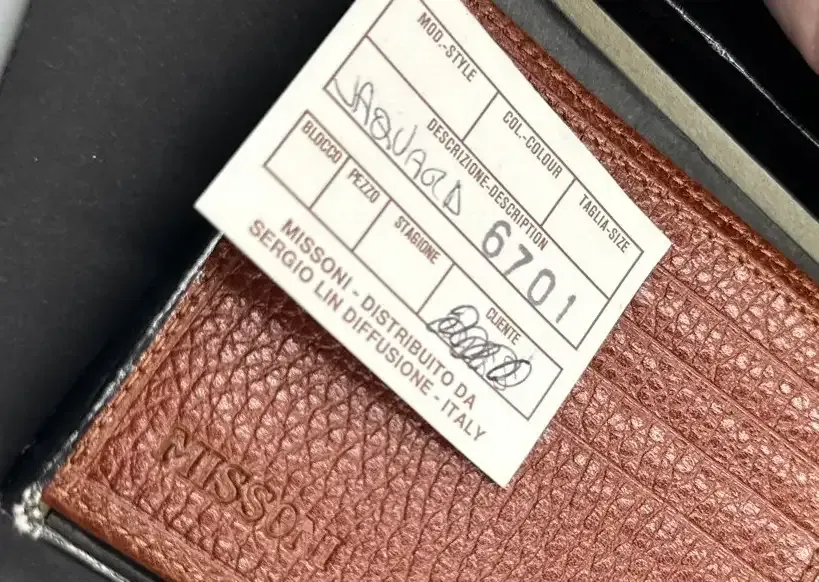 MOD.-STYLE
COL.-COLOUR
TAGLIA-SIZE
DESCRIZIONE-DESCRIPTION
6701
BLOCCO
PEZZO
STAGIONE
CLIENTE
MISSONI - DISTRIBUITO DA
SERGIO LIN DIFFUSIONE - ITALY
MISSONI